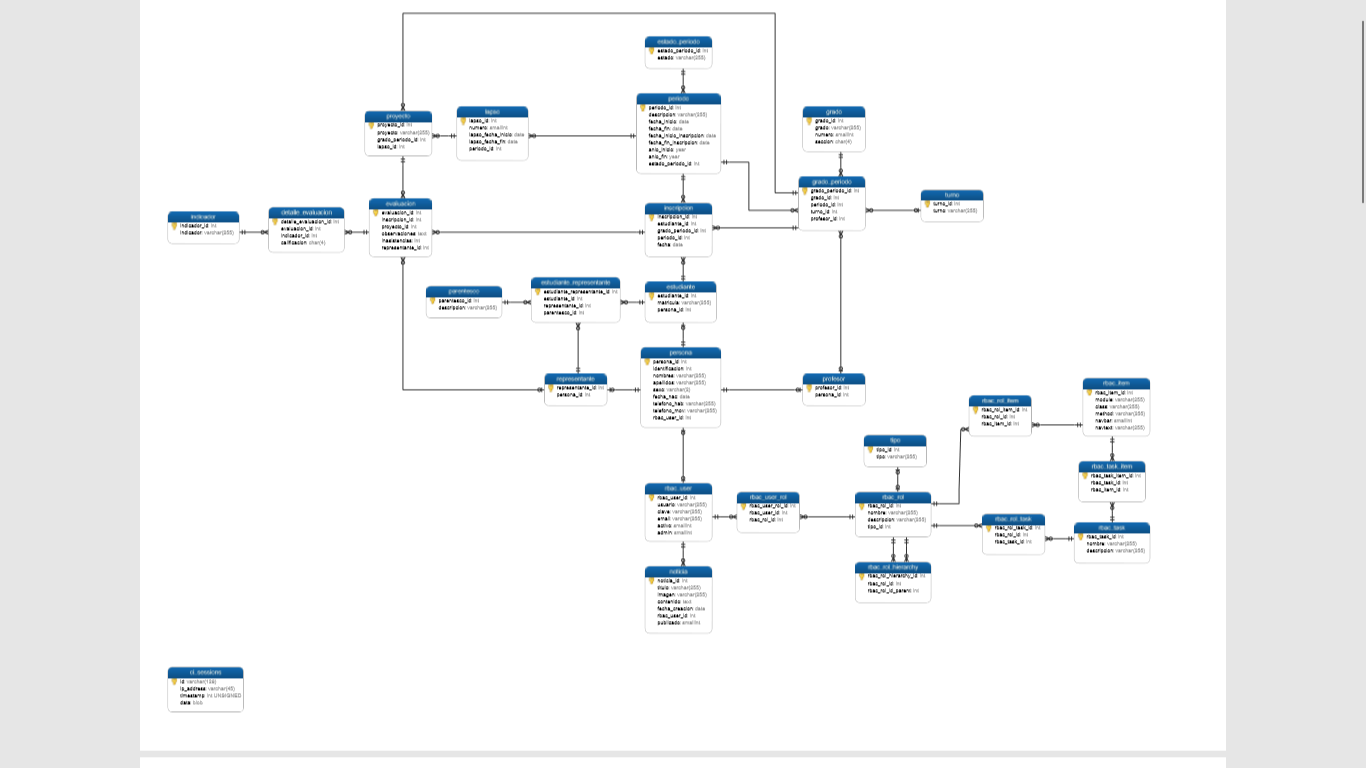 estado_periodo
estado_periodo_id: int
estado: varchar(255)
periodo
periodo_id: int
descripcion: varchar(255)
fecha_inicio: date
fecha_fin: date
fecha_inicio_inscripcion: date
fecha_fin_inscripcion: date
anio_inicio: year
anio_fin: year
estado_periodo_id: int
proyecto
proyecto_id: int
proyecto: varchar(255)
grado_periodo_id: int
lapso_id: int
lapso
lapso_id: int
numero: smallint
lapso_fecha_inicio: date
lapso_fecha_fin: date
periodo_id: int
grado
grado_id: int
grado: varchar(255)
numero: smallint
seccion: char(4)
grado_periodo
grado_periodo_id: int
grado_id: int
periodo_id: int
turno_id: int
profesor_id: int
turno
turno_id: int
turno: varchar(255)
indicador
indicador_id: int
indicador: varchar(255)
detalle_evaluacion
detalle_evaluacion_id: int
evaluacion_id: int
indicador_id: int
calificacion: char(4)
evaluacion
evaluacion_id: int
inscripcion_id: int
proyecto_id: int
observaciones: text
inasistencias: int
representante_id: int
inscripcion
inscripcion_id: int
estudiante_id: int
grado_periodo_id: int
periodo_id: int
fecha: date
parentesco
parentesco_id: int
descripcion: varchar(255)
estudiante_representante
estudiante_representante_id: int
estudiante_id: int
representante_id: int
parentesco_id: int
estudiante
estudiante_id: int
matricula: varchar(255)
persona_id: int
persona
persona_id: int
identificacion: int
nombres: varchar(255)
apellidos: varchar(255)
sexo: varchar(2)
fecha_nac: date
telefono_hab: varchar(255)
telefono_mov: varchar(255)
rbac_user_id: int
representante
representante_id: int
persona_id: int
profesor
profesor_id: int
persona_id: int
rbac_rol_item
rbac_rol_item_id: int
rbac_rol_id: int
rbac_item_id: int
rbac_item
rbac_item_id: int
module: varchar(255)
class: varchar(255)
method: varchar(255)
navbar: smallint
navtext: varchar(255)
tipo
tipo_id: int
tipo: varchar(255)
rbac_task_item
rbac_task_item_id: int
rbac_task_id: int
rbac_item_id: int
rbac_user
rbac_user_id: int
usuario: varchar(255)
clave: varchar(255)
email: varchar(255)
activo: smallint
admin: smallint
rbac_user_rol
rbac_user_rol_id: int
rbac_user_id: int
rbac_rol_id: int
rbac_rol
rbac_rol_id: int
nombre: varchar(255)
descripcion: varchar(255)
tipo_id: int
rbac_rol_task
rbac_rol_task_id: int
rbac_rol_id: int
rbac_task_id: int
rbac_task
rbac_task_id: int
nombre: varchar(255)
descripcion: varchar(255)
rbac_rol_hierarchy
rbac_rol_hierarchy_id: int
rbac_rol_id: int
rbac_rol_id_parent: int
noticia
noticia_id: int
titulo: varchar(255)
imagen: varchar(255)
contenido: text
fecha_creacion: date
rbac_user_id: int
publicado: smallint
ci_sessions
ip_address: varchar(45)
timestamp: int UNSIGNED
data: blob